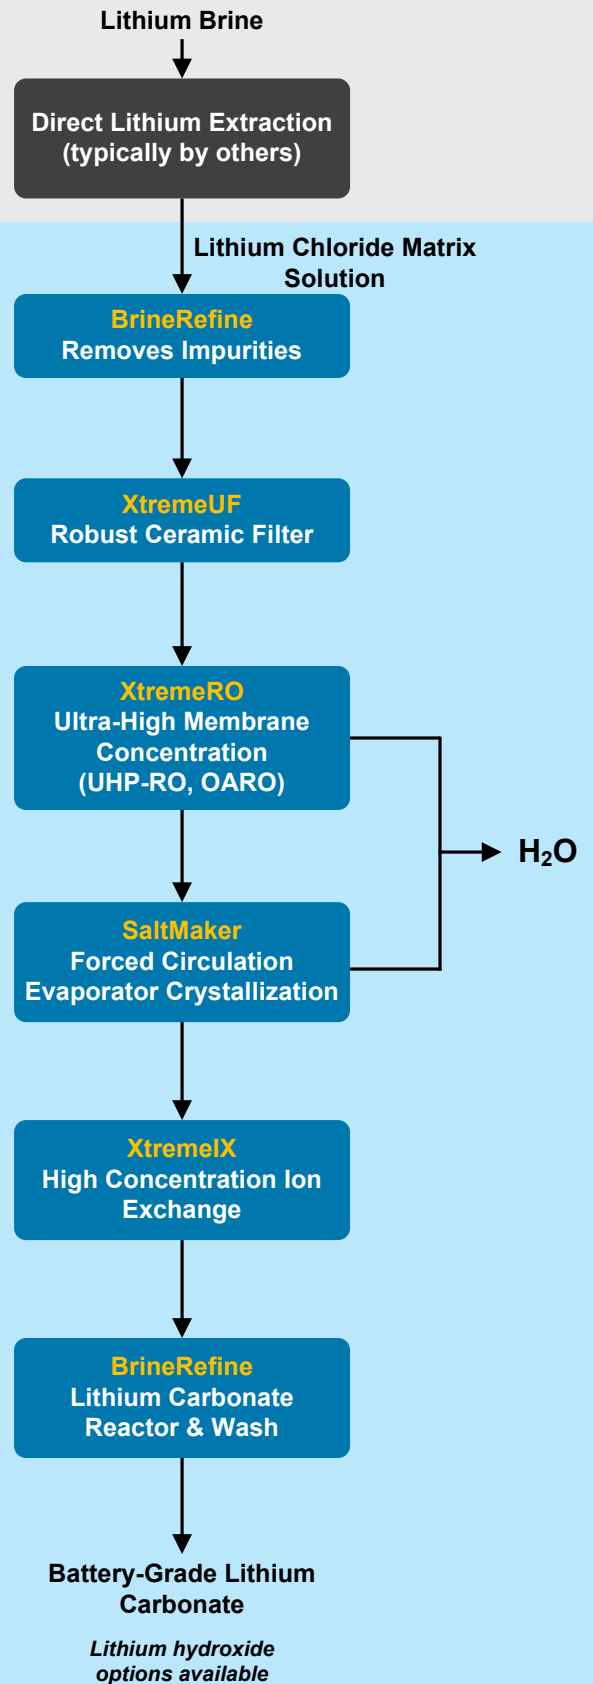 Lithium Brine
Direct Lithium Extraction
(typically by others)
Lithium Chloride Matrix
Solution
BrineRefine
Removes Impurities
XtremeUF
Robust Ceramic Filter
XtremeRO
Ultra-High Membrane
Concentration
(UHP-RO, OARO)
H₂O
SaltMaker
Forced Circulation
Evaporator Crystallization
XtremeIX
High Concentration Ion
Exchange
BrineRefine
Lithium Carbonate
Reactor & Wash
Battery-Grade Lithium
Carbonate
Lithium hydroxide
options available